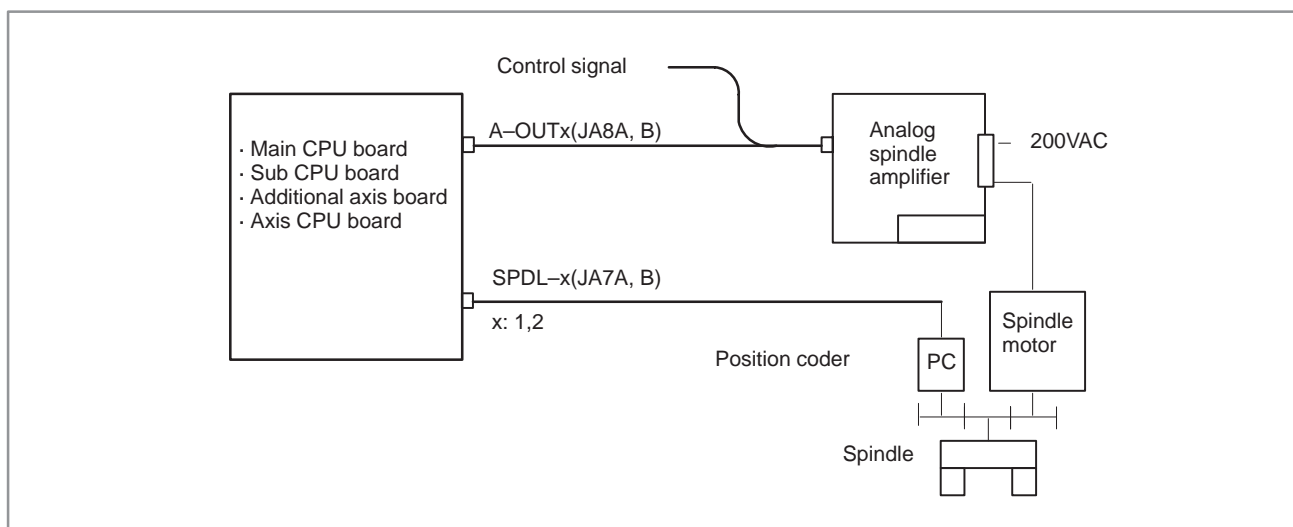 Control signal
A–OUTx(JA8A, B)
Analog
spindle
amplifier
200VAC
· Main CPU board
· Sub CPU board
· Additional axis board
· Axis CPU board
SPDL–x(JA7A, B)
x: 1,2
Spindle
motor
Position coder
PC
Spindle